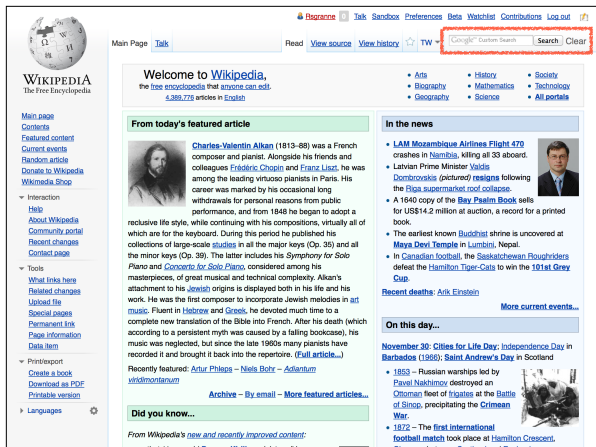 Rsgranne Talk Sandbox Preferences Beta Watchlist Contributions Log out
Main Page Talk
Read View source View history TW
Google™ Custom Search Search Clear
WIKIPEDIA
The Free Encyclopedia
Main page
Contents
Featured content
Current events
Random article
Donate to Wikipedia
Wikimedia Shop
Interaction
Help
About Wikipedia
Community portal
Recent changes
Contact page
Tools
What links here
Related changes
Upload file
Special pages
Permanent link
Page information
Data item
Print/export
Create a book
Download as PDF
Printable version
Languages
Welcome to Wikipedia,
the free encyclopedia that anyone can edit.
4,389,776 articles in English
Arts
Biography
Geography
History
Mathematics
Science
Society
Technology
All portals
From today's featured article
Charles-Valentin Alkan (1813–88) was a French
composer and pianist. Alongside his friends and
colleagues Frédéric Chopin and Franz Liszt, he was
among the leading virtuoso pianists in Paris. His
career was marked by his occasional long
withdrawals for personal reasons from public
performance, and from 1848 he began to adopt a
reclusive life style, while continuing with his compositions, virtually all of
which are for the keyboard. During this period he published his
collections of large-scale studies in all the major keys (Op. 35) and all
the minor keys (Op. 39). The latter includes his Symphony for Solo
Piano and Concerto for Solo Piano, considered among his
masterpieces, of great musical and technical complexity. Alkan's
attachment to his Jewish origins is displayed both in his life and his
work. He was the first composer to incorporate Jewish melodies in art
music. Fluent in Hebrew and Greek, he devoted much time to a
complete new translation of the Bible into French. After his death (which
according to a persistent myth was caused by a falling bookcase), his
music was neglected, but since the late 1960s many pianists have
recorded it and brought it back into the repertoire. (Full article...)
Recently featured: Artur Phleps – Niels Bohr – Adiantum
viridimontanum
Archive – By email – More featured articles...
Did you know...
From Wikipedia's new and recently improved content:
In the news
LAM Mozambique Airlines Flight 470
crashes in Namibia, killing all 33 aboard.
Latvian Prime Minister Valdis
Dombrovskis (pictured) resigns following
the Riga supermarket roof collapse.
A 1640 copy of the Bay Psalm Book sells
for US$14.2 million at auction, a record for a printed
book.
The earliest known Buddhist shrine is uncovered at
Maya Devi Temple in Lumbini, Nepal.
In Canadian football, the Saskatchewan Roughriders
defeat the Hamilton Tiger-Cats to win the 101st Grey
Cup.
Recent deaths: Arik Einstein
More current events...
On this day...
November 30: Cities for Life Day; Independence Day in
Barbados (1966); Saint Andrew's Day in Scotland
1853 – Russian warships led by
Pavel Nakhimov destroyed an
Ottoman fleet of frigates at the Battle
of Sinop, precipitating the Crimean
War.
1872 – The first international
football match took place at Hamilton Crescent,